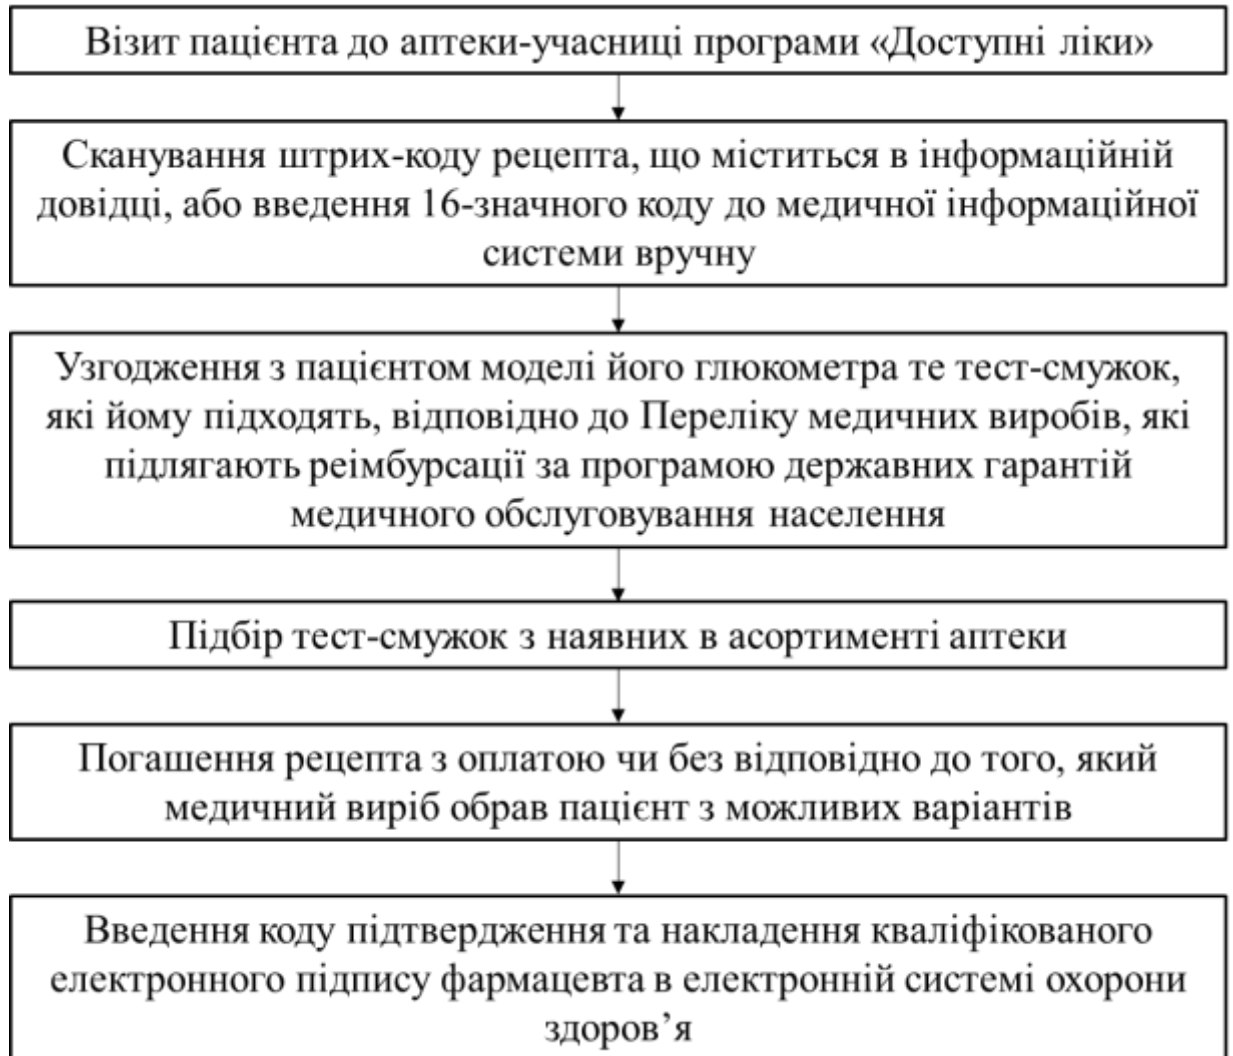 Візит пацієнта до аптеки-учасниці програми «Доступні ліки»
Сканування штрих-коду рецепта, що міститься в інформаційній
довідці, або введення 16-значного коду до медичної інформаційної
системи вручну
Узгодження з пацієнтом моделі його глюкометра те тест-смужок,
які йому підходять, відповідно до Переліку медичних виробів, які
підлягають реімбурсації за програмою державних гарантій
медичного обслуговування населення
Підбір тест-смужок з наявних в асортименті аптеки
Погашення рецепта з оплатою чи без відповідно до того, який
медичний виріб обрав пацієнт з можливих варіантів
Введення коду підтвердження та накладення кваліфікованого
електронного підпису фармацевта в електронній системі охорони
здоров’я